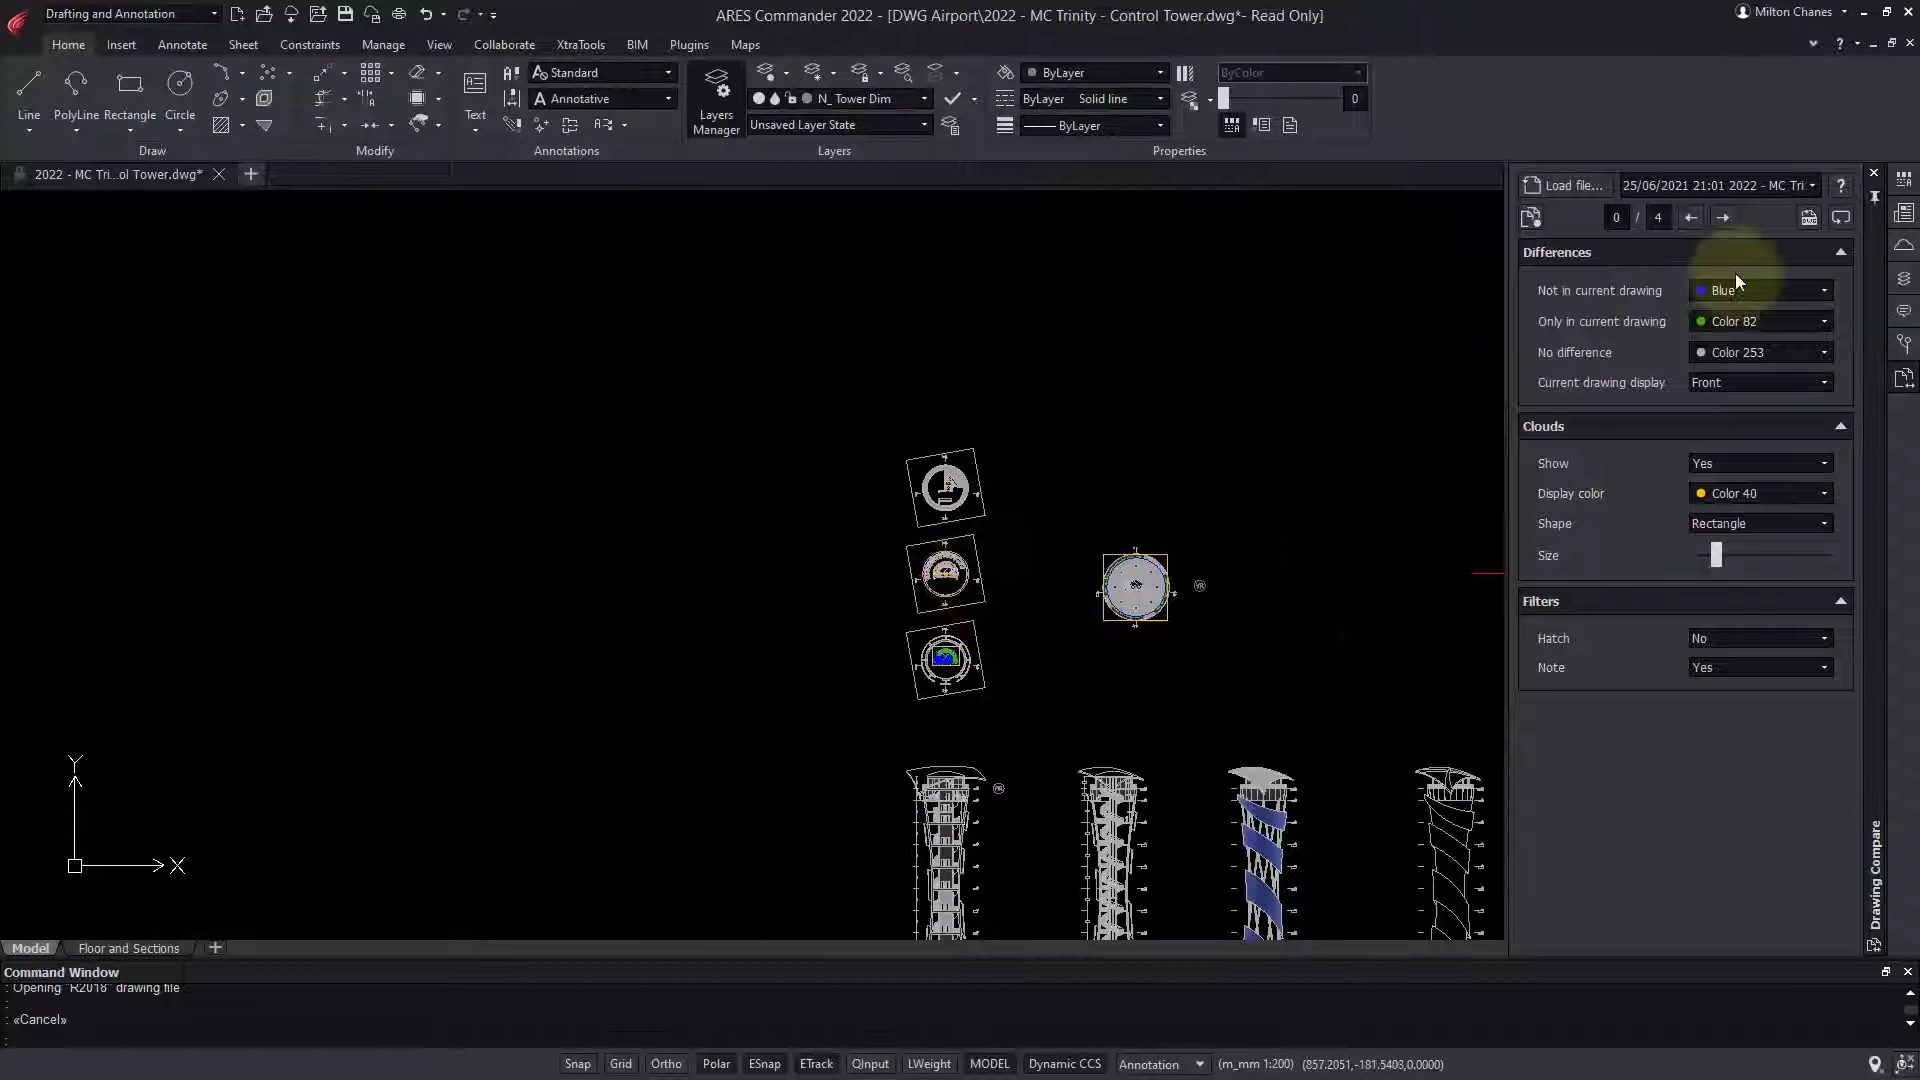 Drafting and Annotation
ARES Commander 2022 - [DWG Airport\2022 - MC Trinity - Control Tower.dwg*- Read Only]
Milton Chanes
Home Insert Annotate Sheet Constraints Manage View Collaborate XtraTools BIM Plugins Maps
Line PolyLine Rectangle Circle
Text
Standard
Annotative
Layers Manager
N_ Tower Dim
Unsaved Layer State
ByLayer
ByLayer Solid line
ByLayer
ByColor
0
Draw Modify Annotations Layers Properties
2022 - MC Tri...ol Tower.dwg*
Load file... 25/06/2021 21:01 2022 - MC Tri
0 / 4
Differences
Not in current drawing Blue
Only in current drawing Color 82
No difference Color 253
Current drawing display Front
Clouds
Show Yes
Display color Color 40
Shape Rectangle
Size
Filters
Hatch No
Note Yes
Drawing Compare
Y
X
Model Floor and Sections
Command Window
: Opening "R2018" drawing file
:
: «Cancel»
:
Snap Grid Ortho Polar ESnap ETrack QInput LWeight MODEL Dynamic CCS Annotation (m_mm 1:200) (857.2051,-181.5408,0.0000)